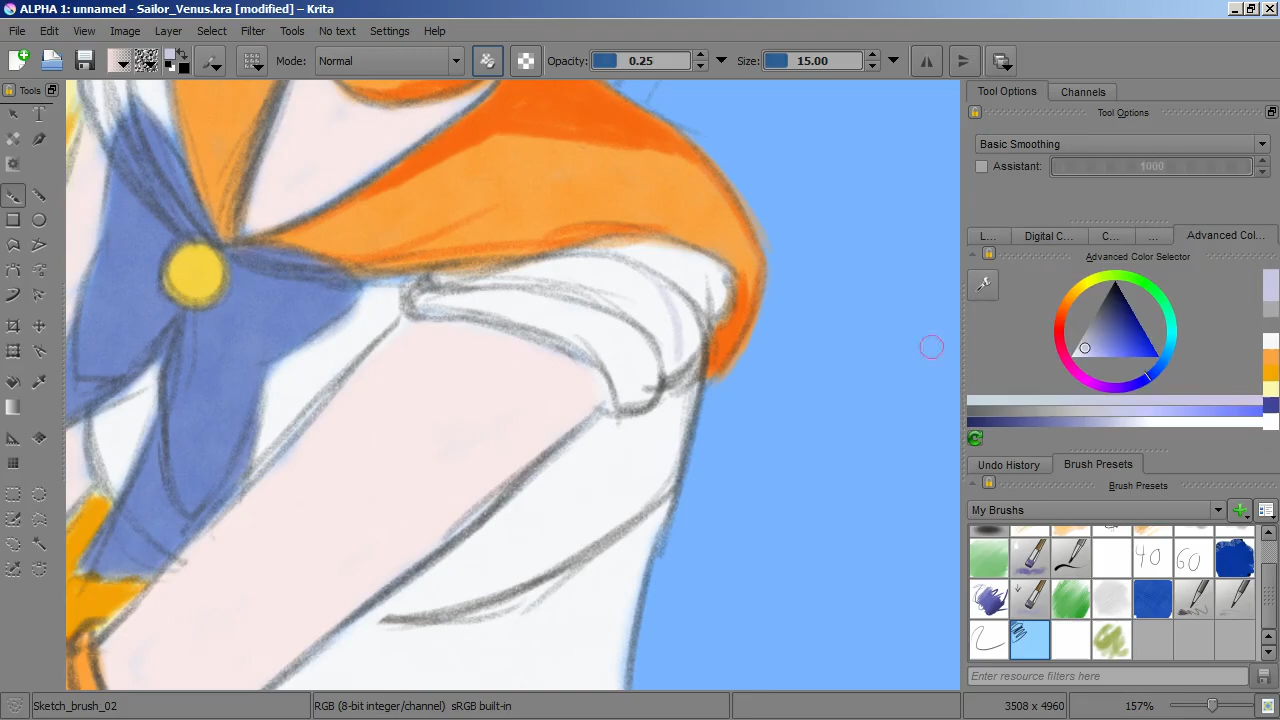 ALPHA 1: unnamed - Sailor_Venus.kra [modified] – Krita
File Edit View Image Layer Select Filter Tools No text Settings Help
Mode: Normal Opacity: 0.25 Size: 15.00
Tools
Tool Options Channels
Tool Options
Basic Smoothing
Assistant: 1000
L... Digital C... C... ... Advanced Col...
Advanced Color Selector
Undo History Brush Presets
Brush Presets
My Brushes
40 60
Enter resource filters here
Sketch_brush_02 RGB (8-bit integer/channel) sRGB built-in 3508 x 4960 157%